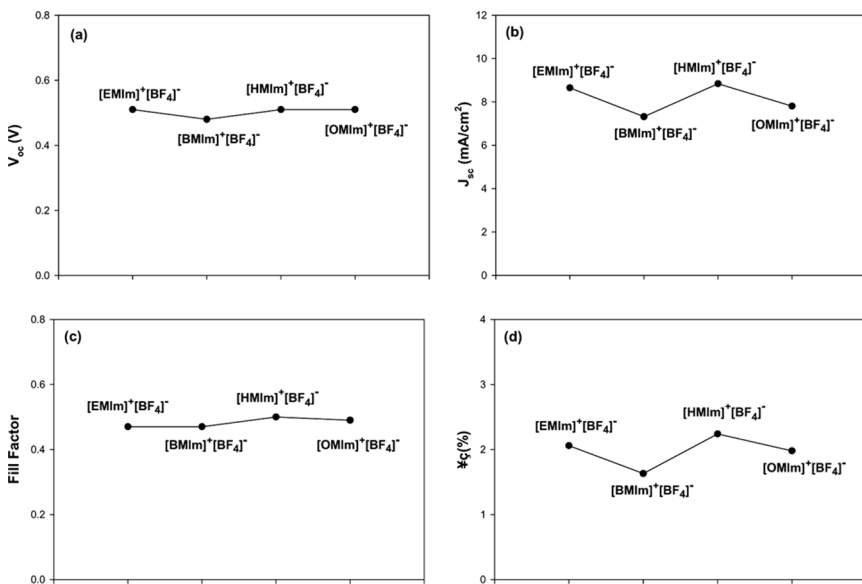 (a)
0.8
0.6
0.4
0.2
0.0
V_oc (V)
[EMIm]⁺[BF₄]⁻
[BMIm]⁺[BF₄]⁻
[HMIm]⁺[BF₄]⁻
[OMIm]⁺[BF₄]⁻
(b)
12
10
8
6
4
2
0
J_sc (mA/cm²)
[EMIm]⁺[BF₄]⁻
[BMIm]⁺[BF₄]⁻
[HMIm]⁺[BF₄]⁻
[OMIm]⁺[BF₄]⁻
(c)
0.8
0.6
0.4
0.2
0.0
Fill Factor
[EMIm]⁺[BF₄]⁻
[BMIm]⁺[BF₄]⁻
[HMIm]⁺[BF₄]⁻
[OMIm]⁺[BF₄]⁻
(d)
4
3
2
1
0
¥ç(%)
[EMIm]⁺[BF₄]⁻
[BMIm]⁺[BF₄]⁻
[HMIm]⁺[BF₄]⁻
[OMIm]⁺[BF₄]⁻